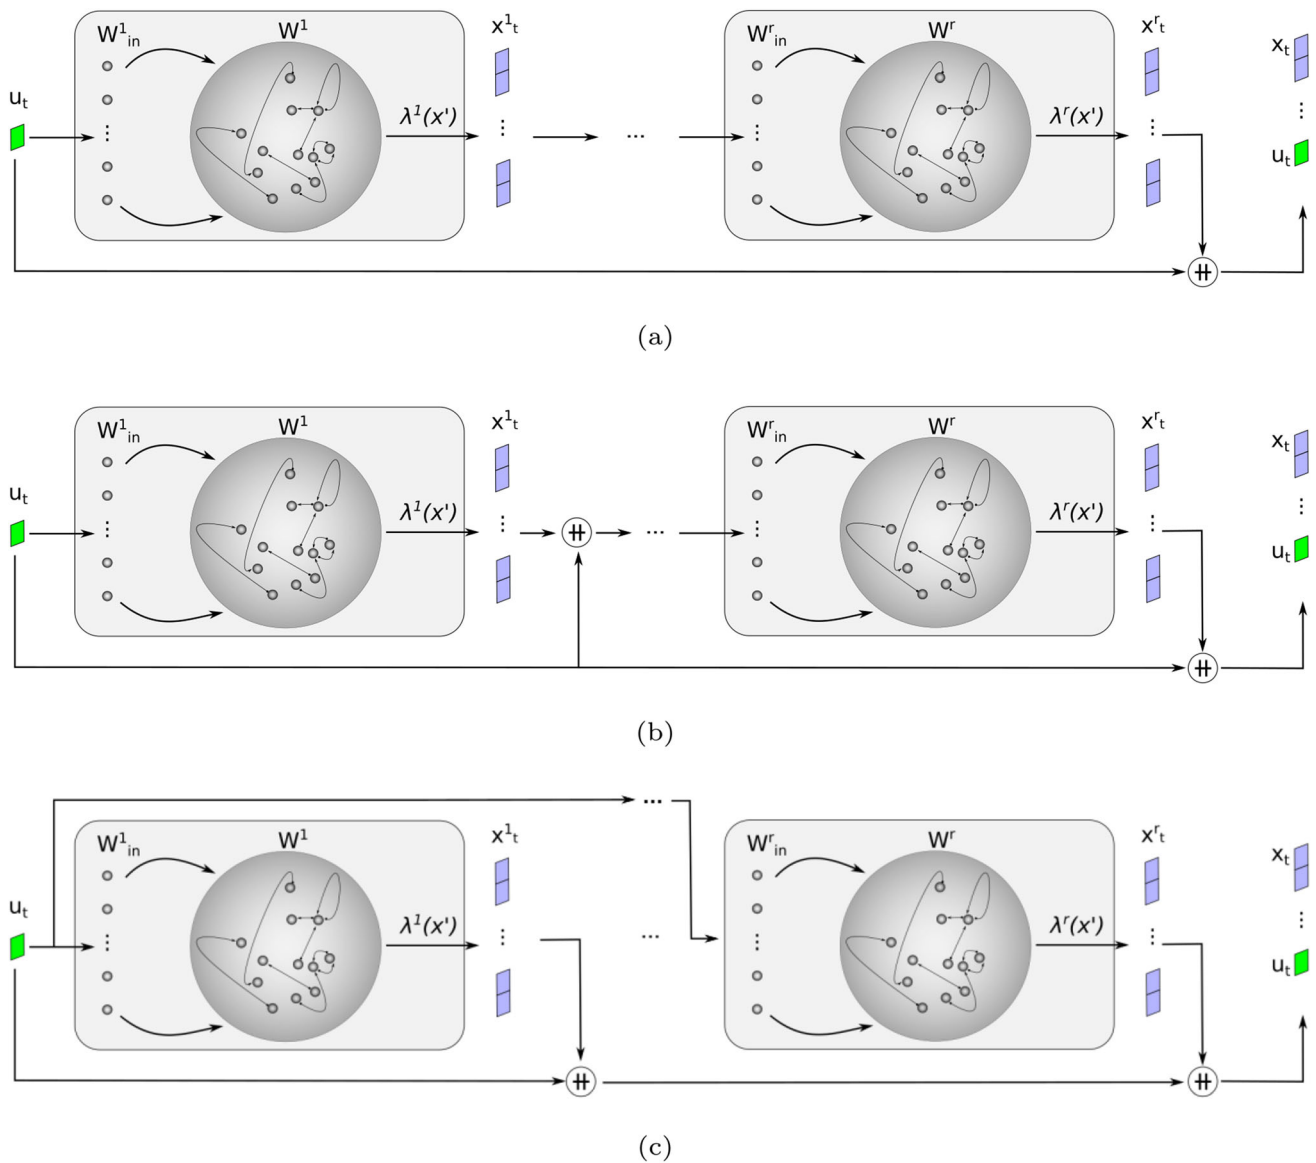 W¹ᵢₙ W¹ x¹ₜ Wʳᵢₙ Wʳ xʳₜ xₜ
uₜ ⋮ λ¹(x') ⋮ ... ⋮ λʳ(x') ⋮ ⋮
uₜ
(a)
W¹ᵢₙ W¹ x¹ₜ Wʳᵢₙ Wʳ xʳₜ xₜ
uₜ ⋮ λ¹(x') ⋮ ... ⋮ λʳ(x') ⋮ ⋮
uₜ
(b)
...
W¹ᵢₙ W¹ x¹ₜ Wʳᵢₙ Wʳ xʳₜ xₜ
uₜ ⋮ λ¹(x') ⋮ ... ⋮ λʳ(x') ⋮ ⋮
uₜ
(c)